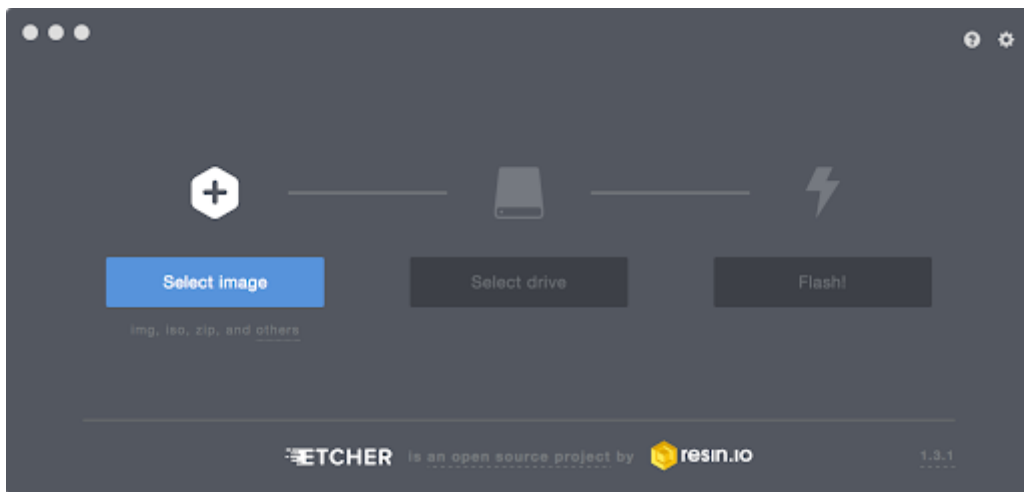 Select image
Select drive
Flash!
img, iso, zip, and others
ETCHER is an open source project by resin.io
1.3.1